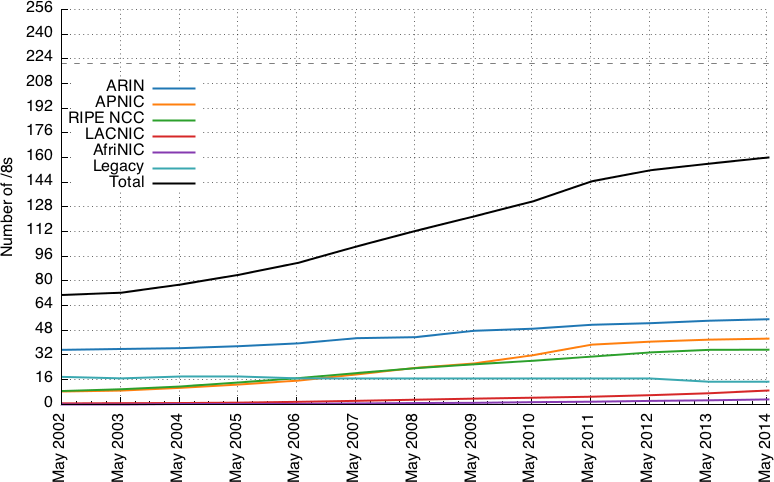 256
240
224
208
192
176
160
144
128
112
96
80
64
48
32
16
0
Number of /8s
ARIN
APNIC
RIPE NCC
LACNIC
AfriNIC
Legacy
Total
May 2002
May 2003
May 2004
May 2005
May 2006
May 2007
May 2008
May 2009
May 2010
May 2011
May 2012
May 2013
May 2014